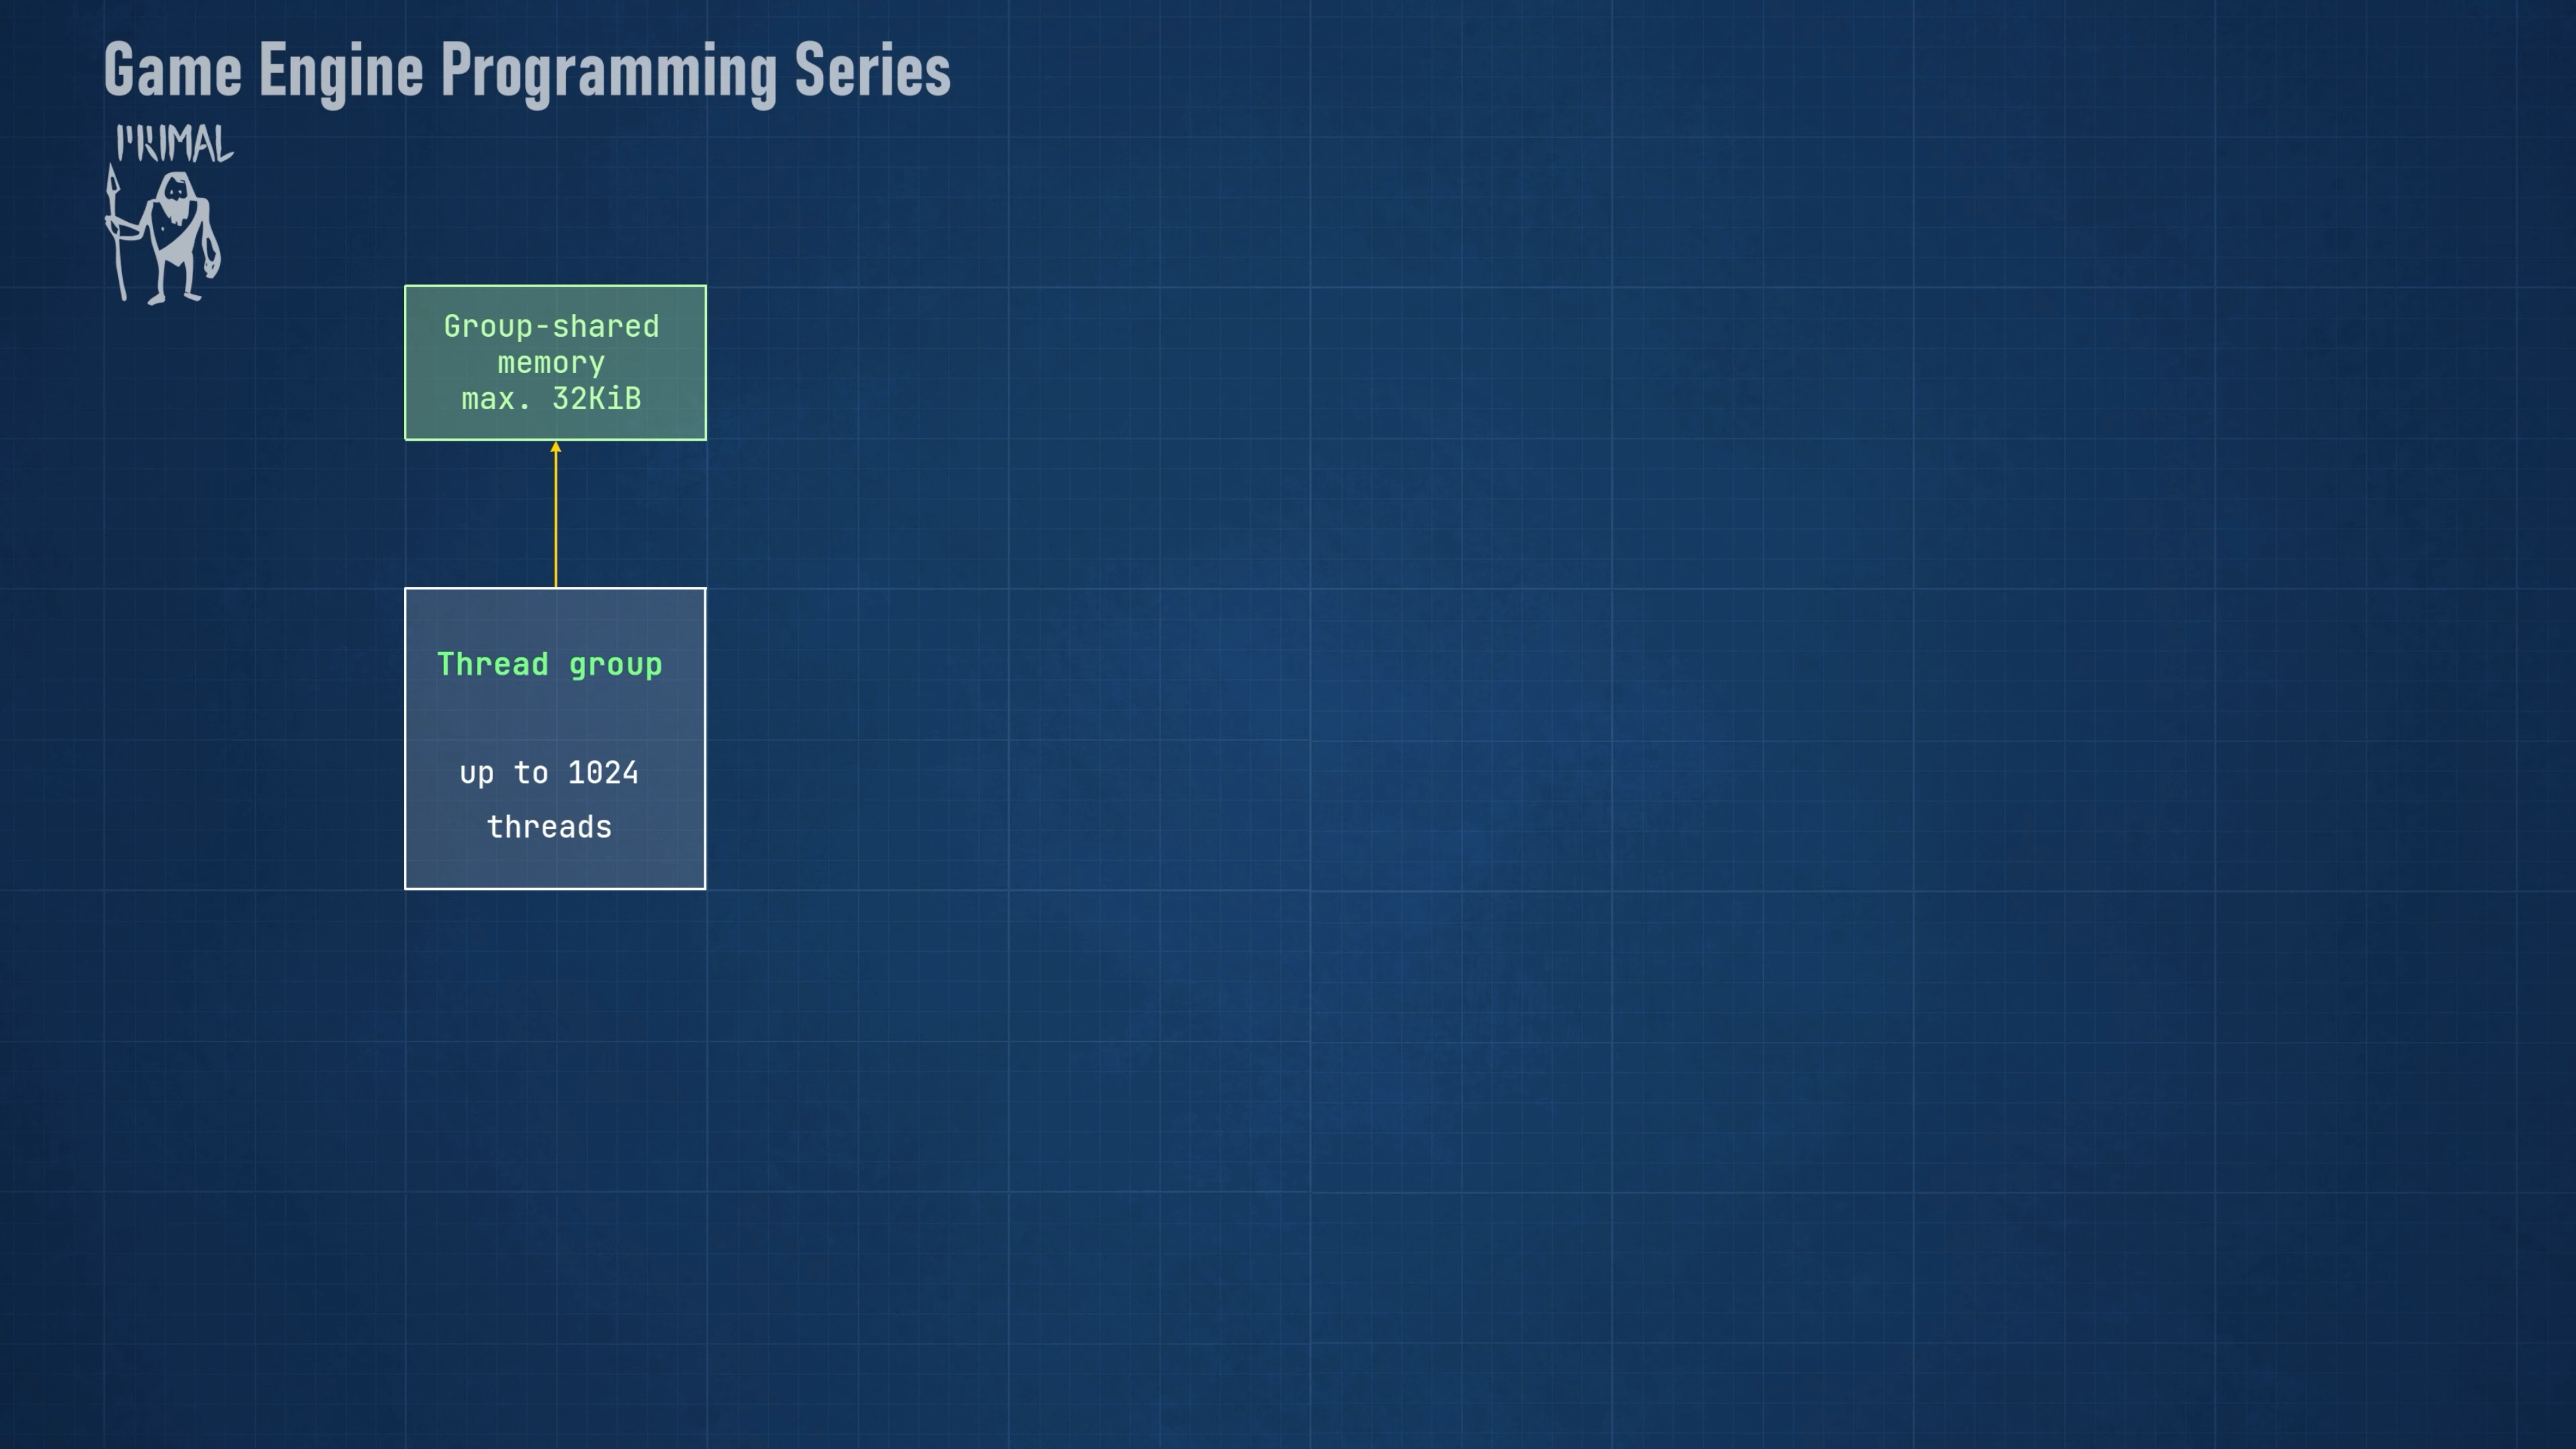 Game Engine Programming Series
PRIMAL
Group-shared
memory
max. 32KiB
Thread group
up to 1024
threads